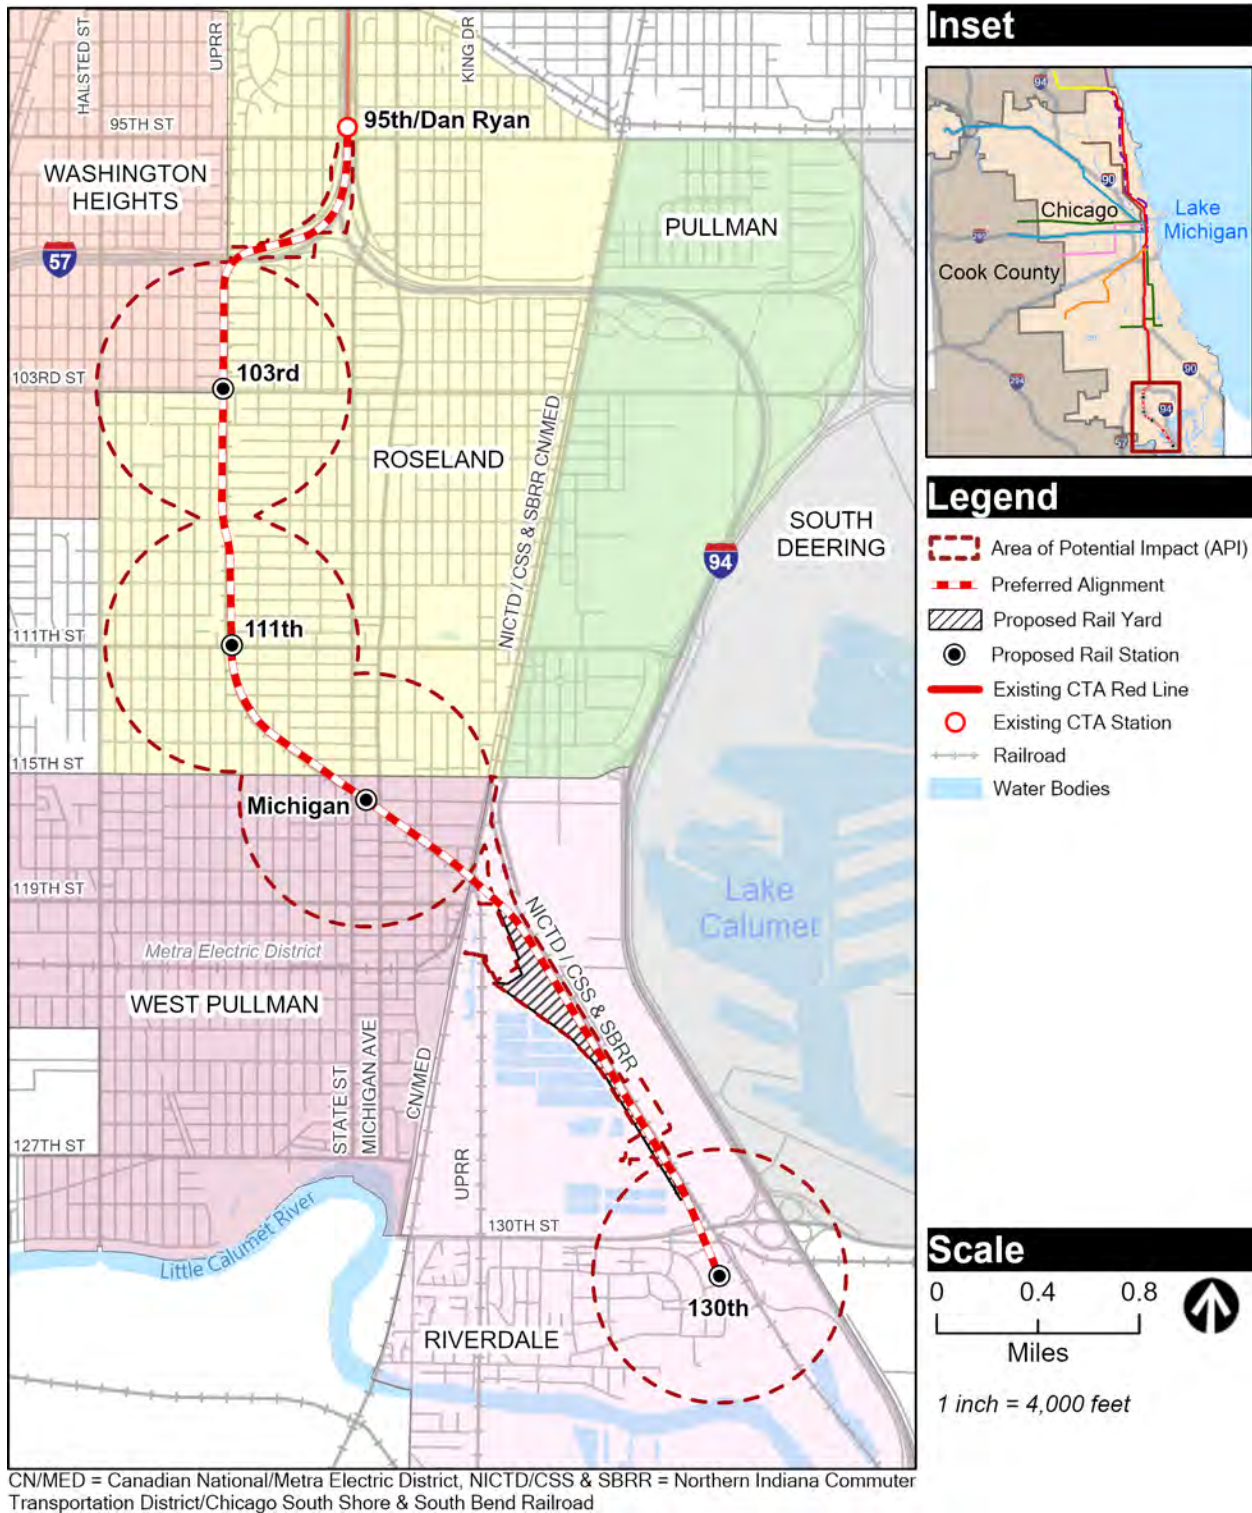 HALSTED ST
UPRR
KING DR
95th/Dan Ryan
95TH ST
WASHINGTON
HEIGHTS
PULLMAN
57
103RD ST
103rd
ROSELAND
NICTD / CSS & SBRR CN/MED
SOUTH
DEERING
94
111TH ST
111th
115TH ST
Michigan
119TH ST
Lake
Calumet
Metra Electric District
NICTD / CSS & SBRR
WEST PULLMAN
STATE ST
MICHIGAN AVE
CN/MED
127TH ST
UPRR
Little Calumet River
130TH ST
130th
RIVERDALE
CN/MED = Canadian National/Metra Electric District, NICTD/CSS & SBRR = Northern Indiana Commuter
Transportation District/Chicago South Shore & South Bend Railroad
Inset
94
90
Chicago
Lake
Michigan
Cook County
90
94
57
Legend
Area of Potential Impact (API)
Preferred Alignment
Proposed Rail Yard
Proposed Rail Station
Existing CTA Red Line
Existing CTA Station
Railroad
Water Bodies
Scale
0 0.4 0.8
Miles
1 inch = 4,000 feet